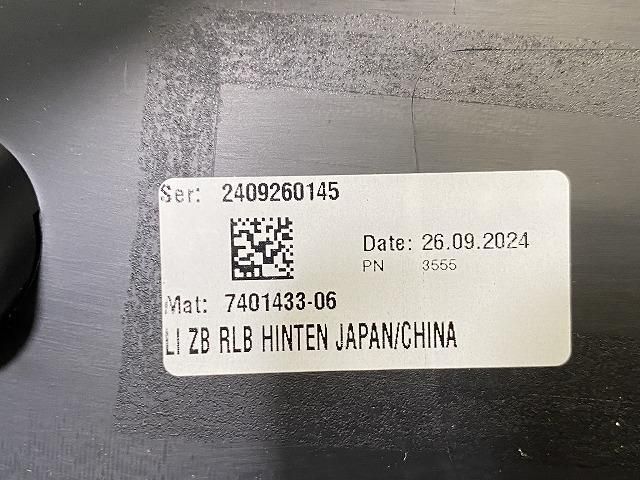 Ser: 2409260145
Date: 26.09.2024
PN 3555
Mat: 7401433-06
LI ZB RLB HINTEN JAPAN/CHINA